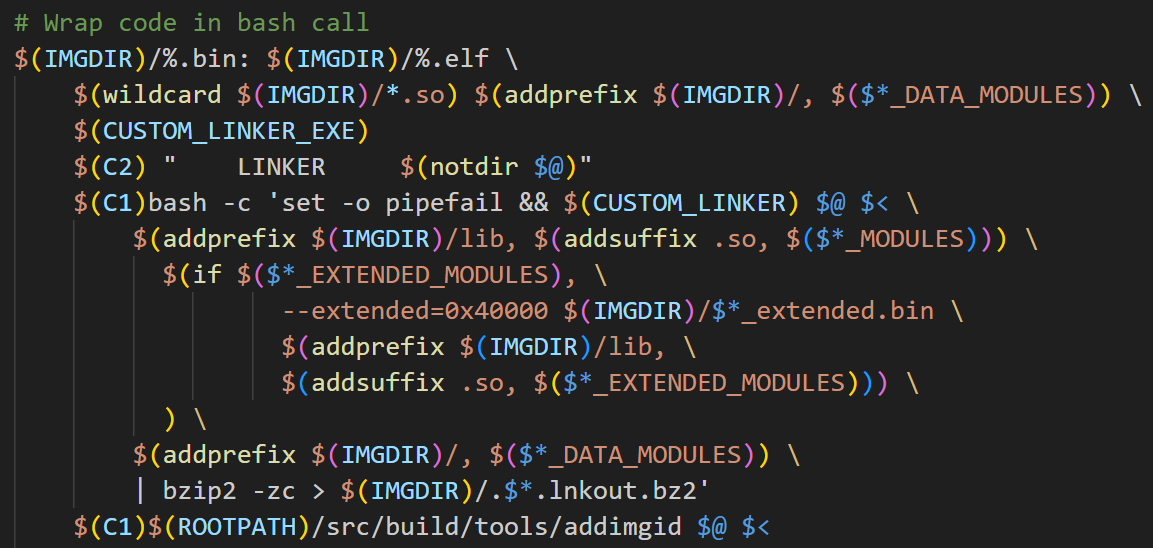 # Wrap code in bash call
$(IMGDIR)/%.bin: $(IMGDIR)/%.elf \
    $(wildcard $(IMGDIR)/*.so) $(addprefix $(IMGDIR)/, $($*_DATA_MODULES)) \
    $(CUSTOM_LINKER_EXE)
    $(C2) "    LINKER     $(notdir $@)"
    $(C1)bash -c 'set -o pipefail && $(CUSTOM_LINKER) $@ $< \
        $(addprefix $(IMGDIR)/lib, $(addsuffix .so, $($*_MODULES))) \
          $(if $($*_EXTENDED_MODULES), \
                  --extended=0x40000 $(IMGDIR)/$*_extended.bin \
                  $(addprefix $(IMGDIR)/lib, \
                  $(addsuffix .so, $($*_EXTENDED_MODULES))) \
          ) \
        $(addprefix $(IMGDIR)/, $($*_DATA_MODULES)) \
        | bzip2 -zc > $(IMGDIR)/.$*.lnkout.bz2'
    $(C1)$(ROOTPATH)/src/build/tools/addimgid $@ $<